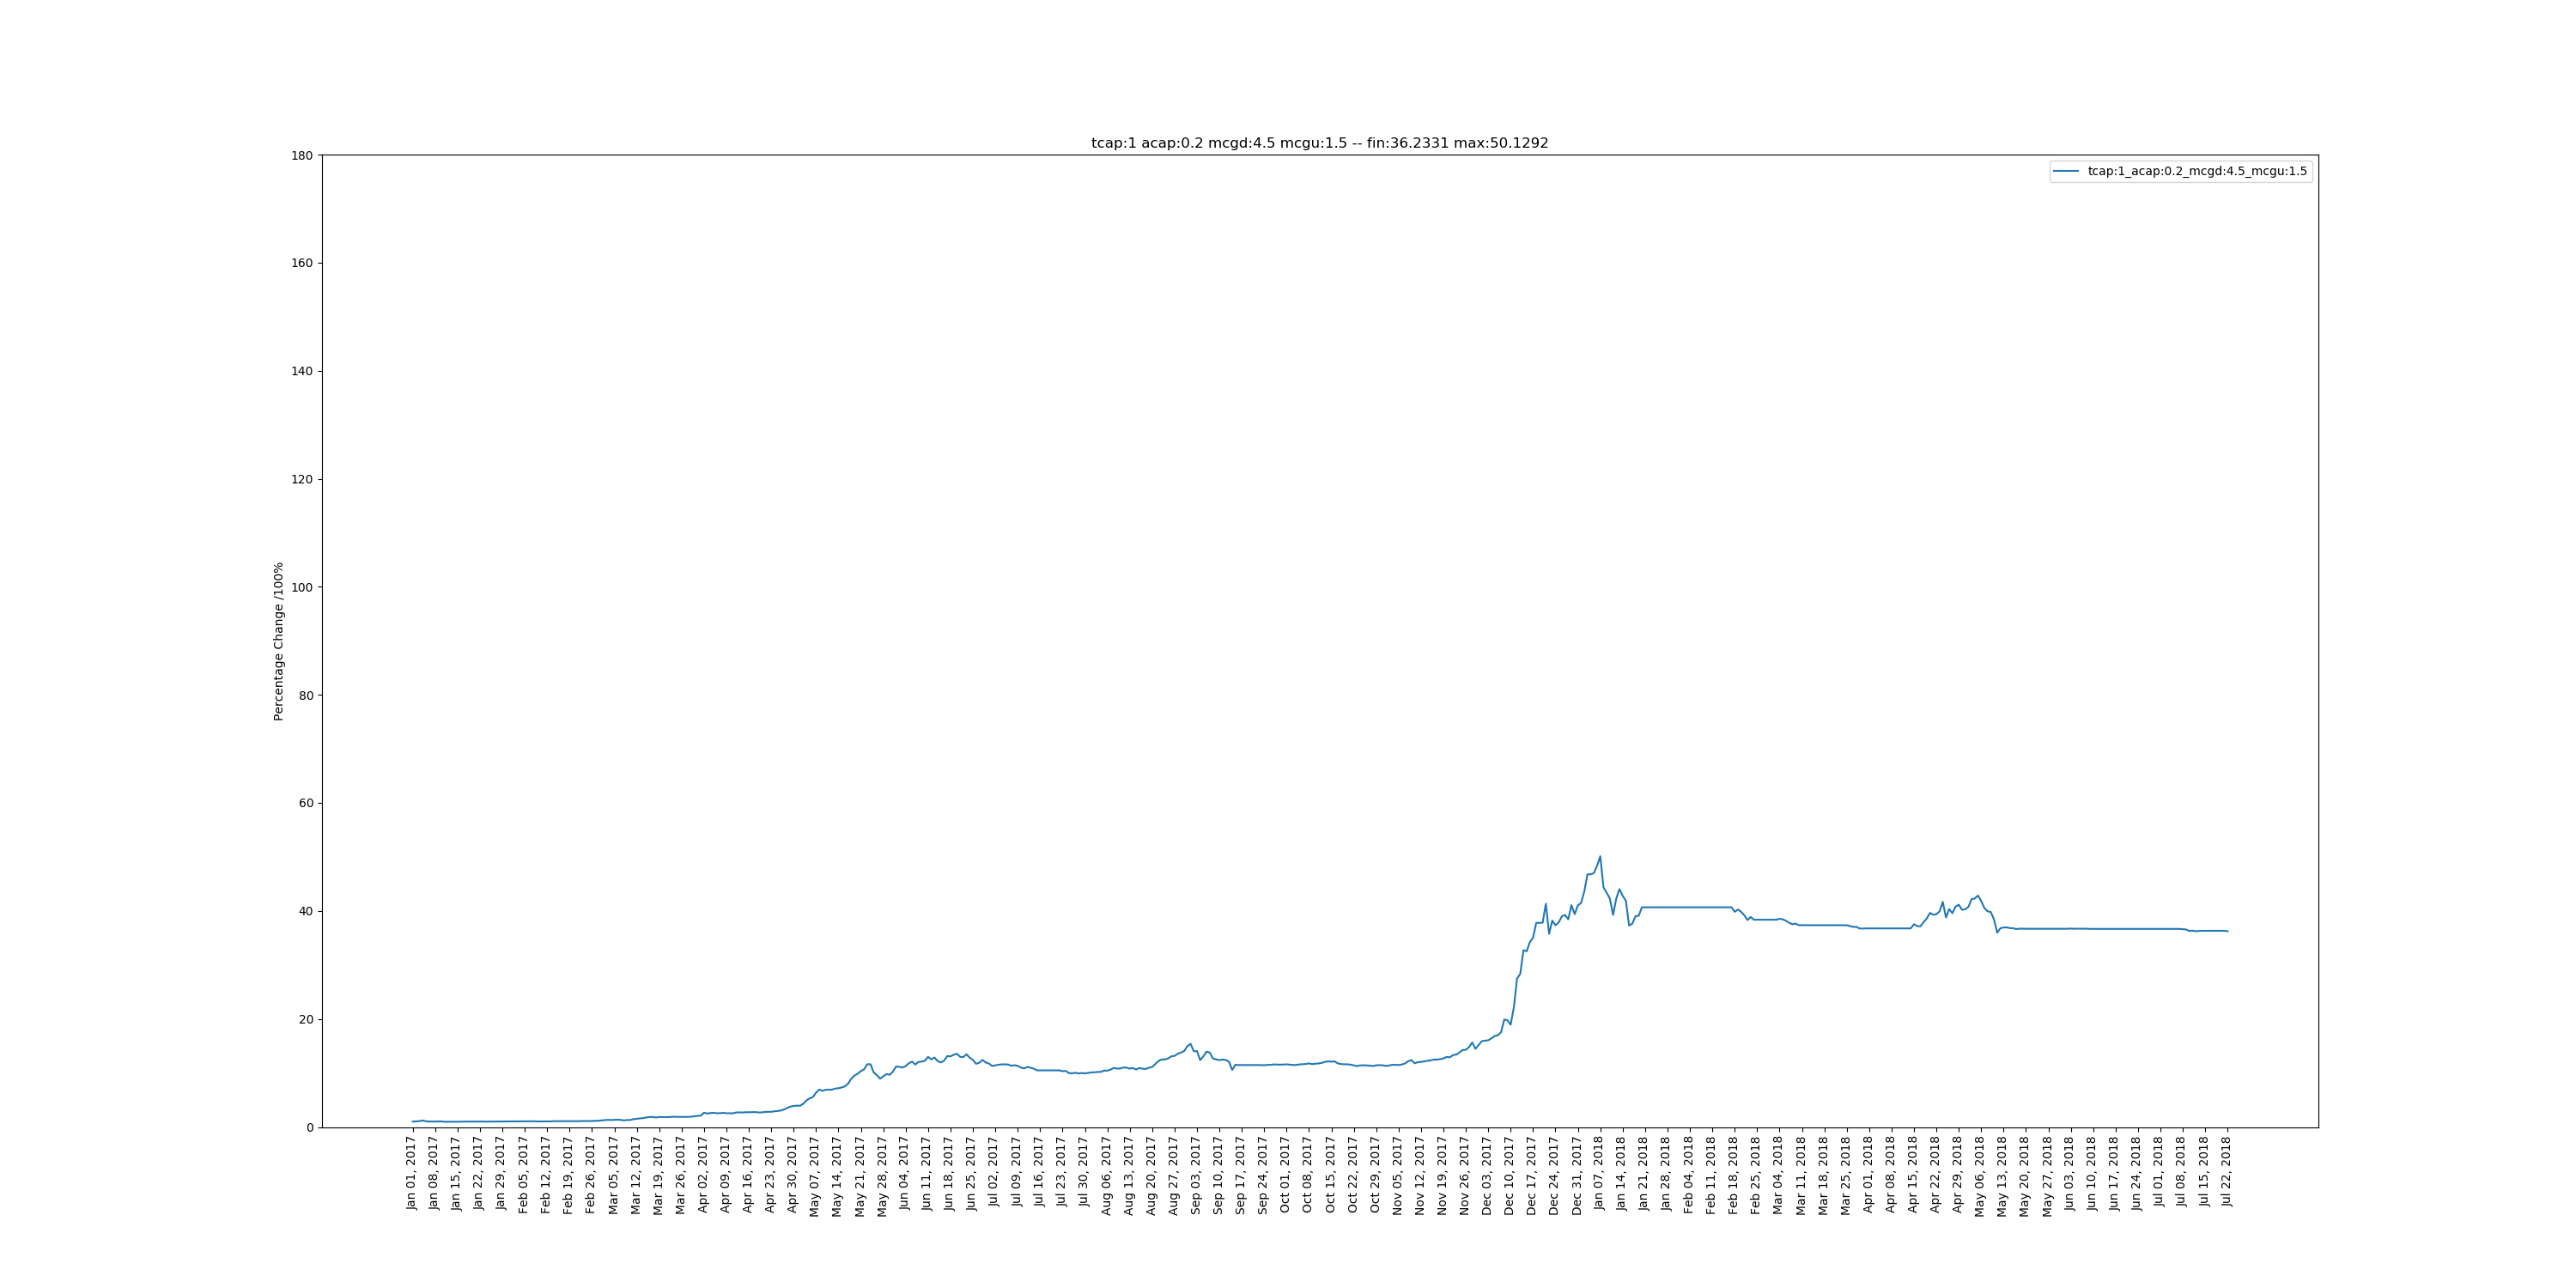 tcap:1 acap:0.2 mcgd:4.5 mcgu:1.5 -- fin:36.2331 max:50.1292
tcap:1_acap:0.2_mcgd:4.5_mcgu:1.5
Percentage Change /100%
180
160
140
120
100
80
60
40
20
0
Jan 01, 2017
Jan 08, 2017
Jan 15, 2017
Jan 22, 2017
Jan 29, 2017
Feb 05, 2017
Feb 12, 2017
Feb 19, 2017
Feb 26, 2017
Mar 05, 2017
Mar 12, 2017
Mar 19, 2017
Mar 26, 2017
Apr 02, 2017
Apr 09, 2017
Apr 16, 2017
Apr 23, 2017
Apr 30, 2017
May 07, 2017
May 14, 2017
May 21, 2017
May 28, 2017
Jun 04, 2017
Jun 11, 2017
Jun 18, 2017
Jun 25, 2017
Jul 02, 2017
Jul 09, 2017
Jul 16, 2017
Jul 23, 2017
Jul 30, 2017
Aug 06, 2017
Aug 13, 2017
Aug 20, 2017
Aug 27, 2017
Sep 03, 2017
Sep 10, 2017
Sep 17, 2017
Sep 24, 2017
Oct 01, 2017
Oct 08, 2017
Oct 15, 2017
Oct 22, 2017
Oct 29, 2017
Nov 05, 2017
Nov 12, 2017
Nov 19, 2017
Nov 26, 2017
Dec 03, 2017
Dec 10, 2017
Dec 17, 2017
Dec 24, 2017
Dec 31, 2017
Jan 07, 2018
Jan 14, 2018
Jan 21, 2018
Jan 28, 2018
Feb 04, 2018
Feb 11, 2018
Feb 18, 2018
Feb 25, 2018
Mar 04, 2018
Mar 11, 2018
Mar 18, 2018
Mar 25, 2018
Apr 01, 2018
Apr 08, 2018
Apr 15, 2018
Apr 22, 2018
Apr 29, 2018
May 06, 2018
May 13, 2018
May 20, 2018
May 27, 2018
Jun 03, 2018
Jun 10, 2018
Jun 17, 2018
Jun 24, 2018
Jul 01, 2018
Jul 08, 2018
Jul 15, 2018
Jul 22, 2018